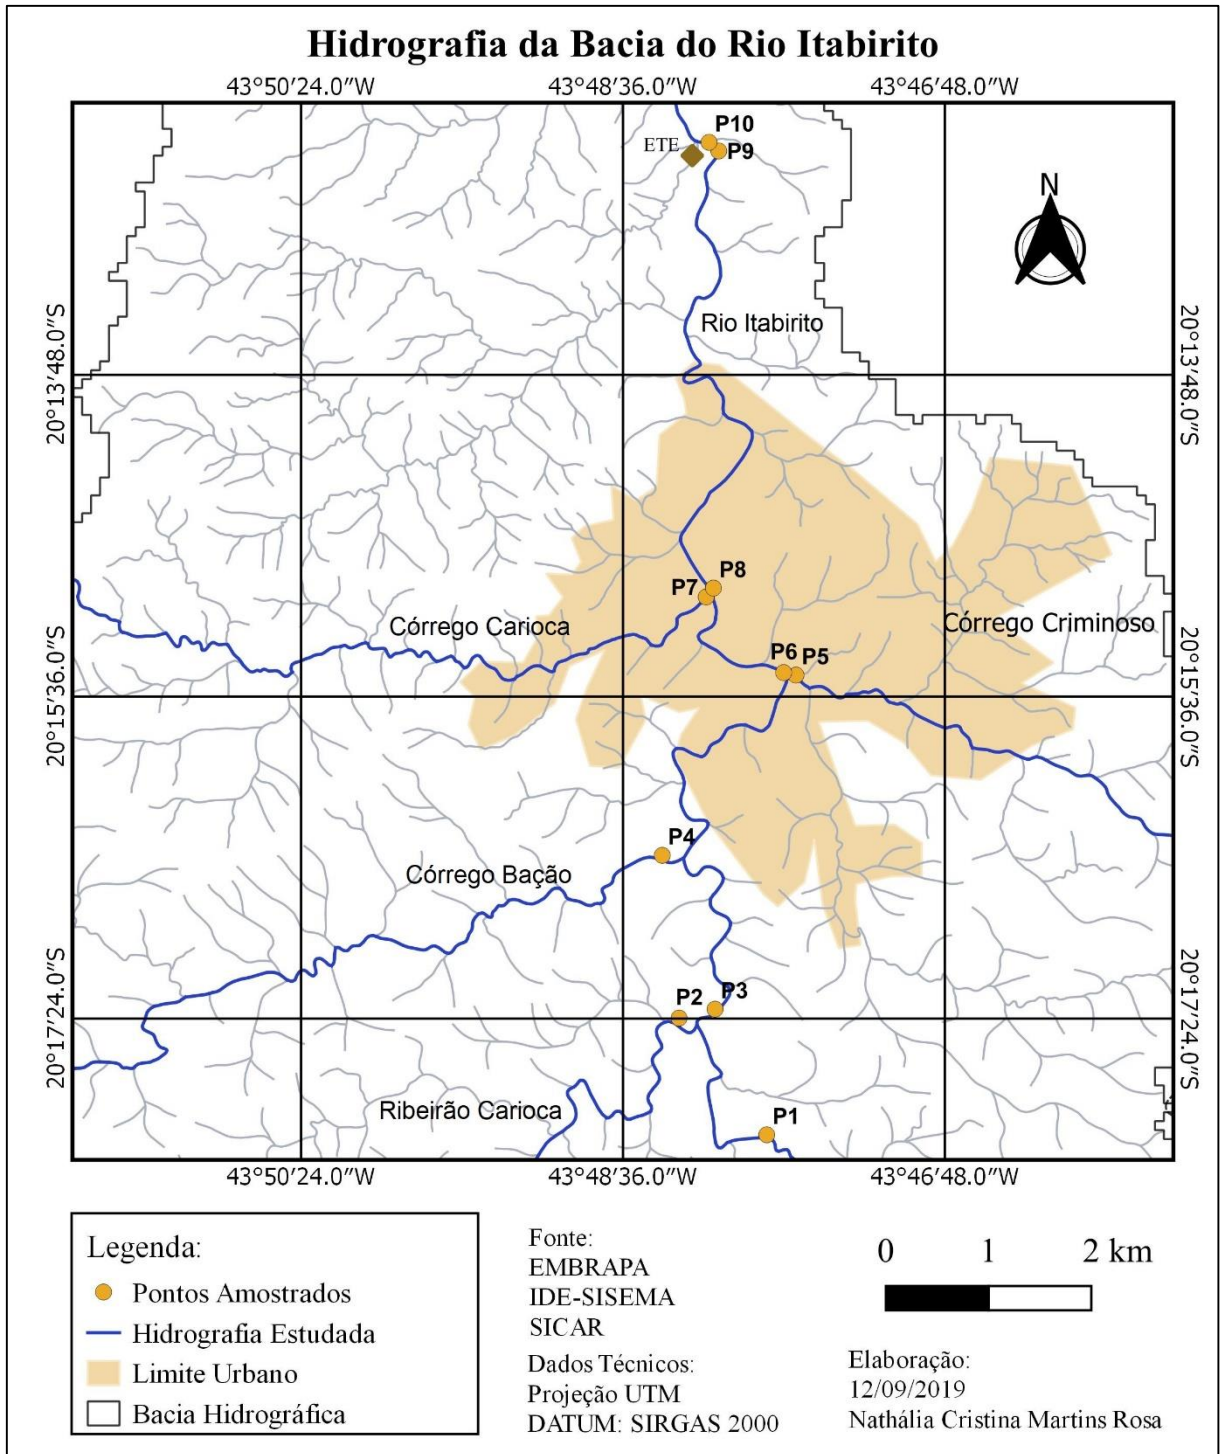 Hidrografia da Bacia do Rio Itabirito
43°50'24.0"W
43°48'36.0"W
43°46'48.0"W
P10
ETE
P9
N
Rio Itabirito
20°13'48.0"S
20°13'48.0"S
P8
P7
Córrego Carioca
Córrego Criminoso
P6
P5
20°15'36.0"S
20°15'36.0"S
P4
Córrego Bação
P3
P2
20°17'24.0"S
20°17'24.0"S
Ribeirão Carioca
P1
43°50'24.0"W
43°48'36.0"W
43°46'48.0"W
Legenda:
Pontos Amostrados
Hidrografia Estudada
Limite Urbano
Bacia Hidrográfica
Fonte:
EMBRAPA
IDE-SISEMA
SICAR
Dados Técnicos:
Projeção UTM
DATUM: SIRGAS 2000
0 1 2 km
Elaboração:
12/09/2019
Nathália Cristina Martins Rosa